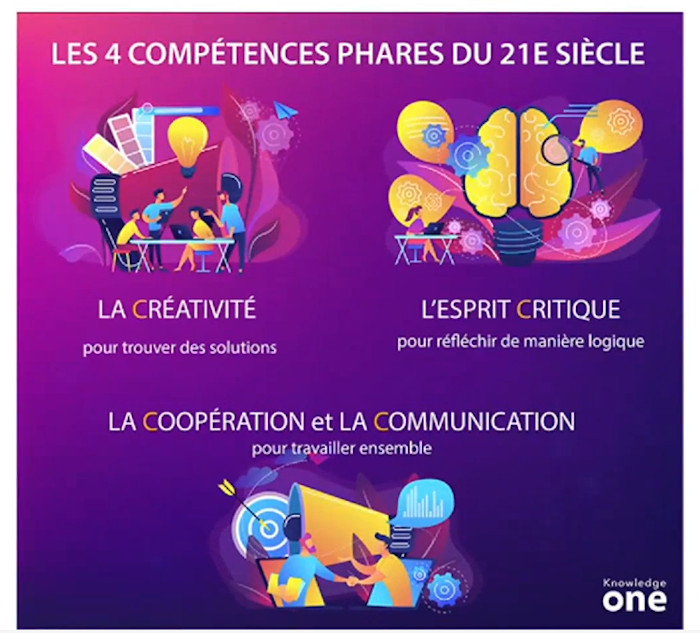 LES 4 COMPÉTENCES PHARES DU 21E SIÈCLE
LA CRÉATIVITÉ
pour trouver des solutions
L'ESPRIT CRITIQUE
pour réfléchir de manière logique
LA COOPÉRATION et LA COMMUNICATION
pour travailler ensemble
Knowledge
one